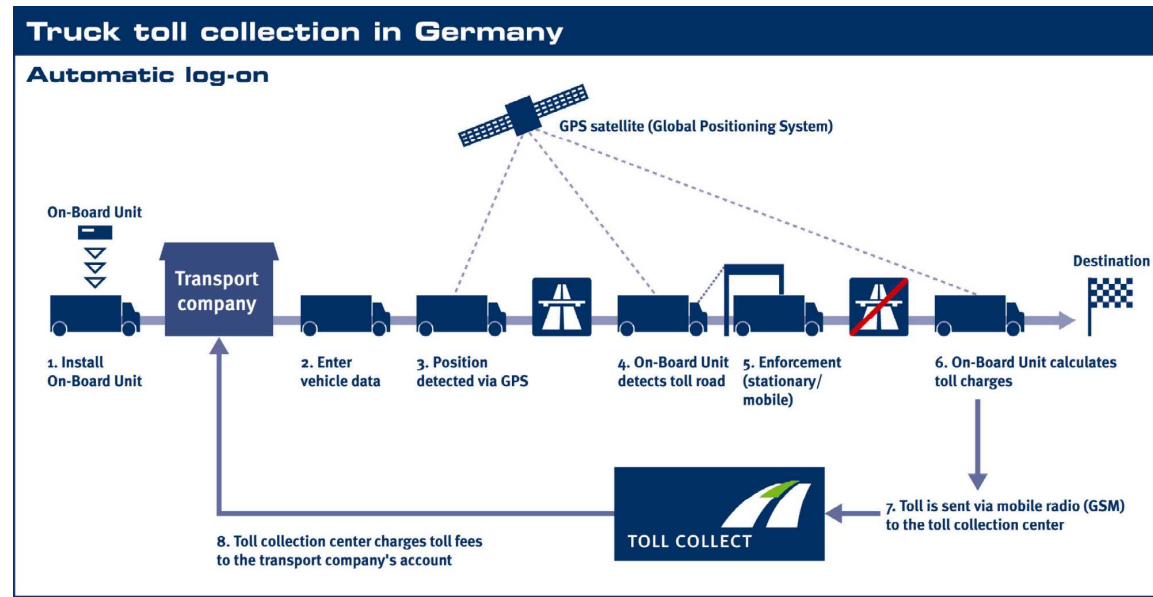 Truck toll collection in Germany
Automatic log-on
GPS satellite (Global Positioning System)
On-Board Unit
Transport
company
Destination
1. Install
On-Board Unit
2. Enter
vehicle data
3. Position
detected via GPS
4. On-Board Unit
detects toll road
5. Enforcement
(stationary/
mobile)
6. On-Board Unit calculates
toll charges
7. Toll is sent via mobile radio (GSM)
to the toll collection center
TOLL COLLECT
8. Toll collection center charges toll fees
to the transport company's account